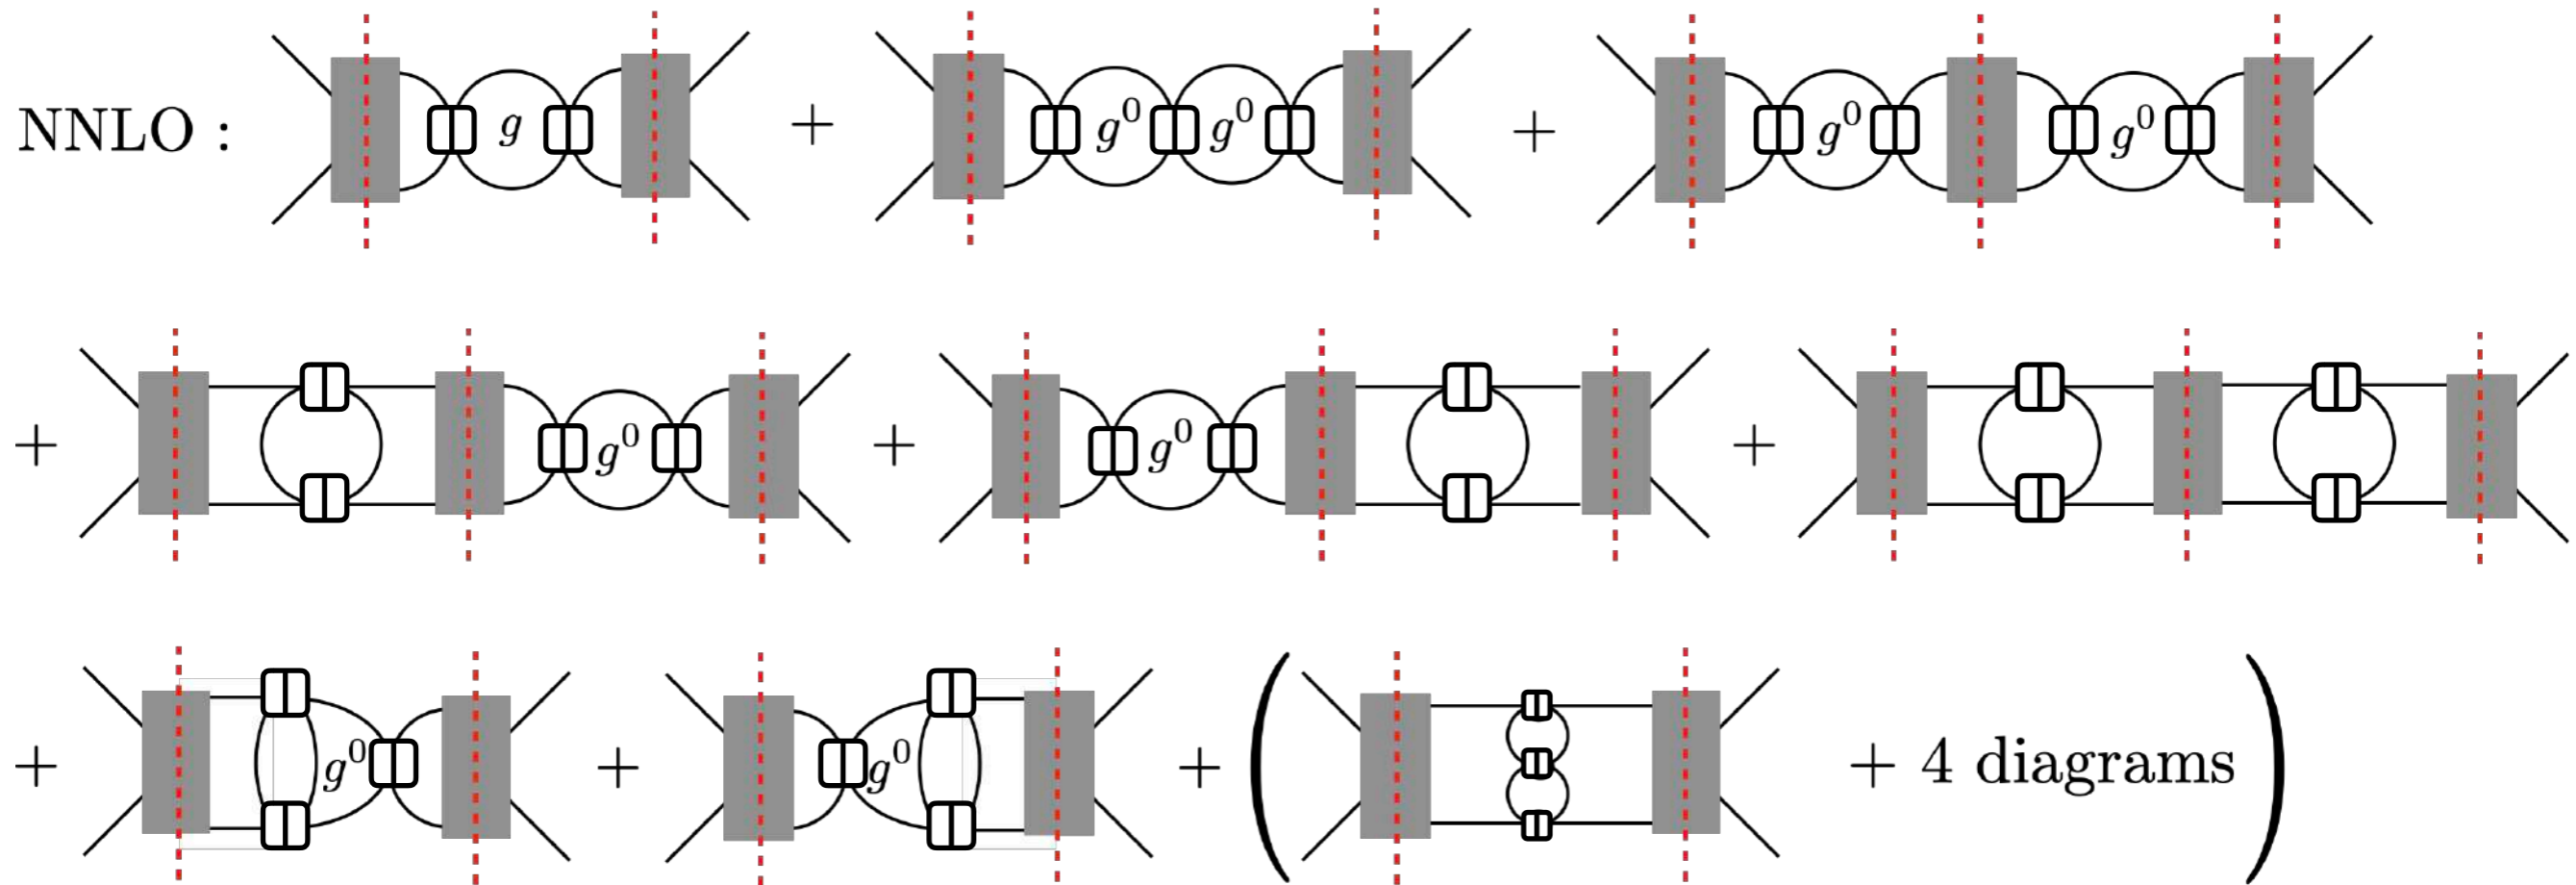 NNLO : g + g⁰ g⁰ + g⁰ g⁰
+ g⁰ + g⁰ +
+ g⁰ + g⁰ + ( + 4 diagrams )